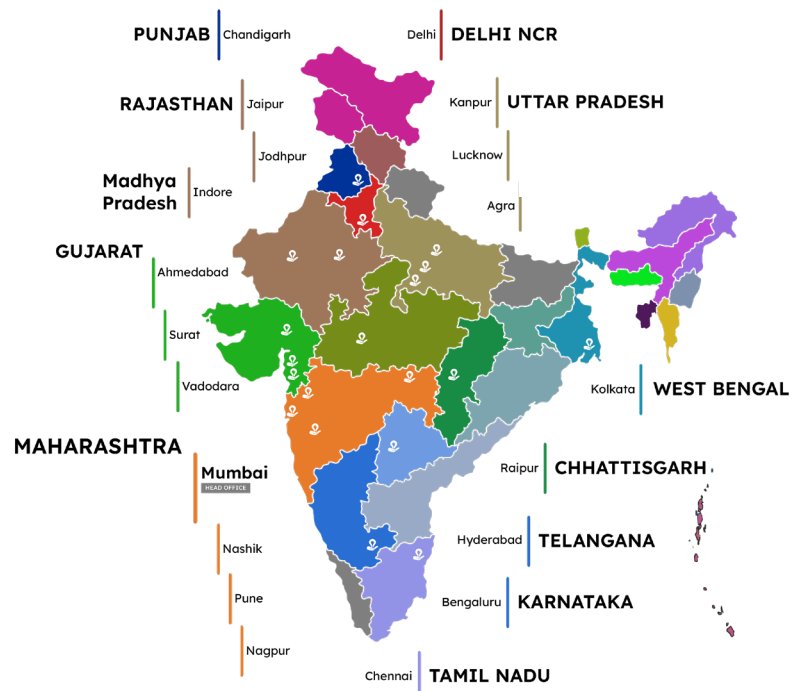 PUNJAB
Chandigarh
Delhi
DELHI NCR
RAJASTHAN
Jaipur
Jodhpur
Kanpur
UTTAR PRADESH
Lucknow
Agra
Madhya
Pradesh
Indore
GUJARAT
Ahmedabad
Surat
Vadodara
Kolkata
WEST BENGAL
MAHARASHTRA
Mumbai
HEAD OFFICE
Nashik
Pune
Nagpur
Raipur
CHHATTISGARH
Hyderabad
TELANGANA
Bengaluru
KARNATAKA
Chennai
TAMIL NADU